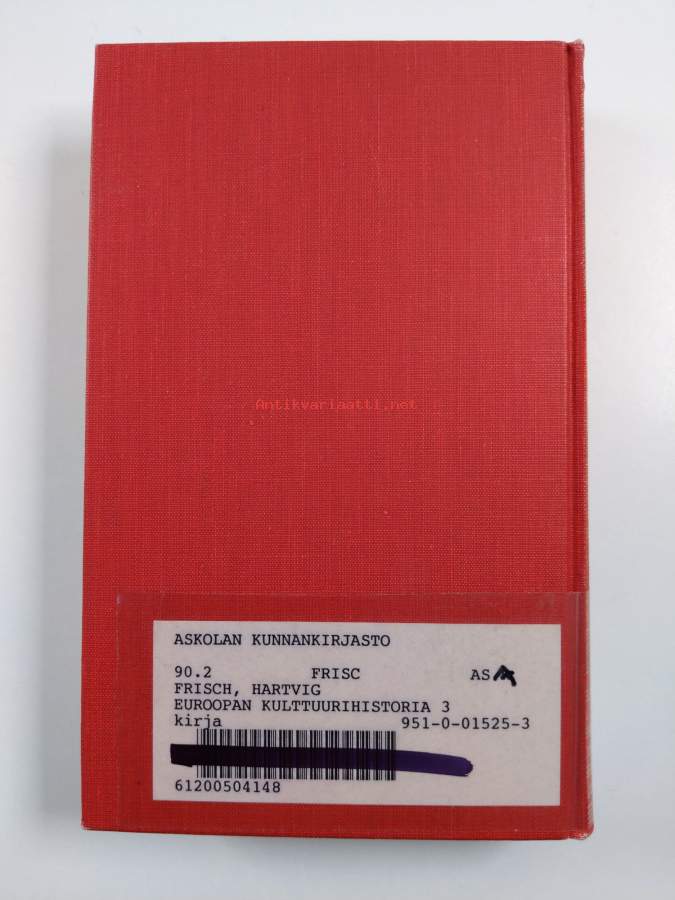 Antikvariaatti.net
ASKOLAN KUNNANKIRJASTO
90.2 FRISC AS
FRISCH, HARTVIG
EUROOPAN KULTTUURIHISTORIA 3
kirja 951-0-01525-3
61200504148